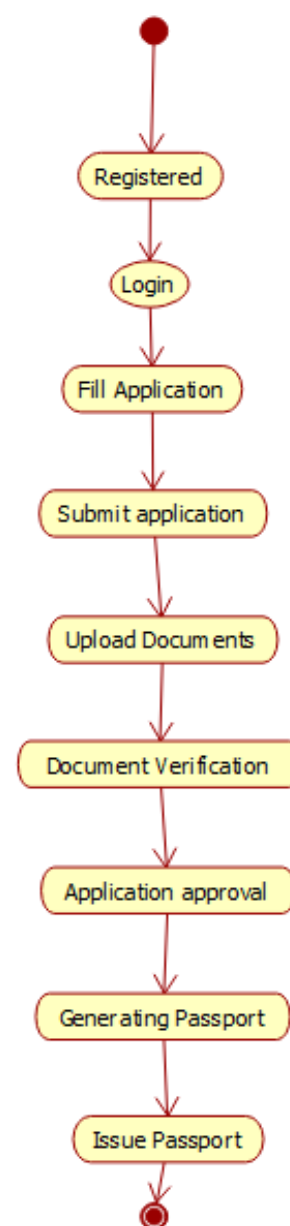 Registered
Login
Fill Application
Submit application
Upload Documents
Document Verification
Application approval
Generating Passport
Issue Passport